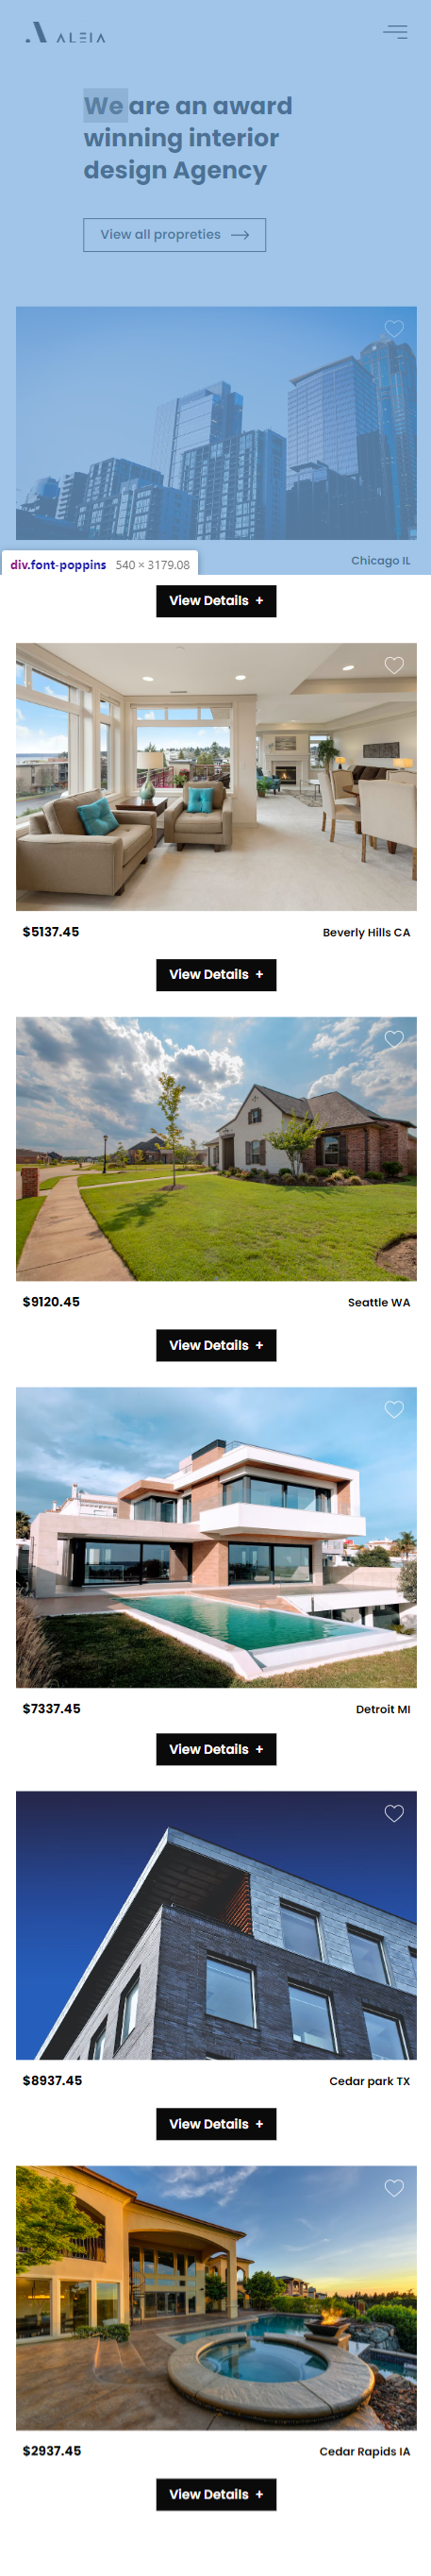 ALEIA
We are an award
winning interior
design Agency
View all propreties
Chicago IL
div.font-poppins 540 × 3179.08
View Details +
$5137.45 Beverly Hills CA
View Details +
$9120.45 Seattle WA
View Details +
$7337.45 Detroit MI
View Details +
$8937.45 Cedar park TX
View Details +
$2937.45 Cedar Rapids IA
View Details +